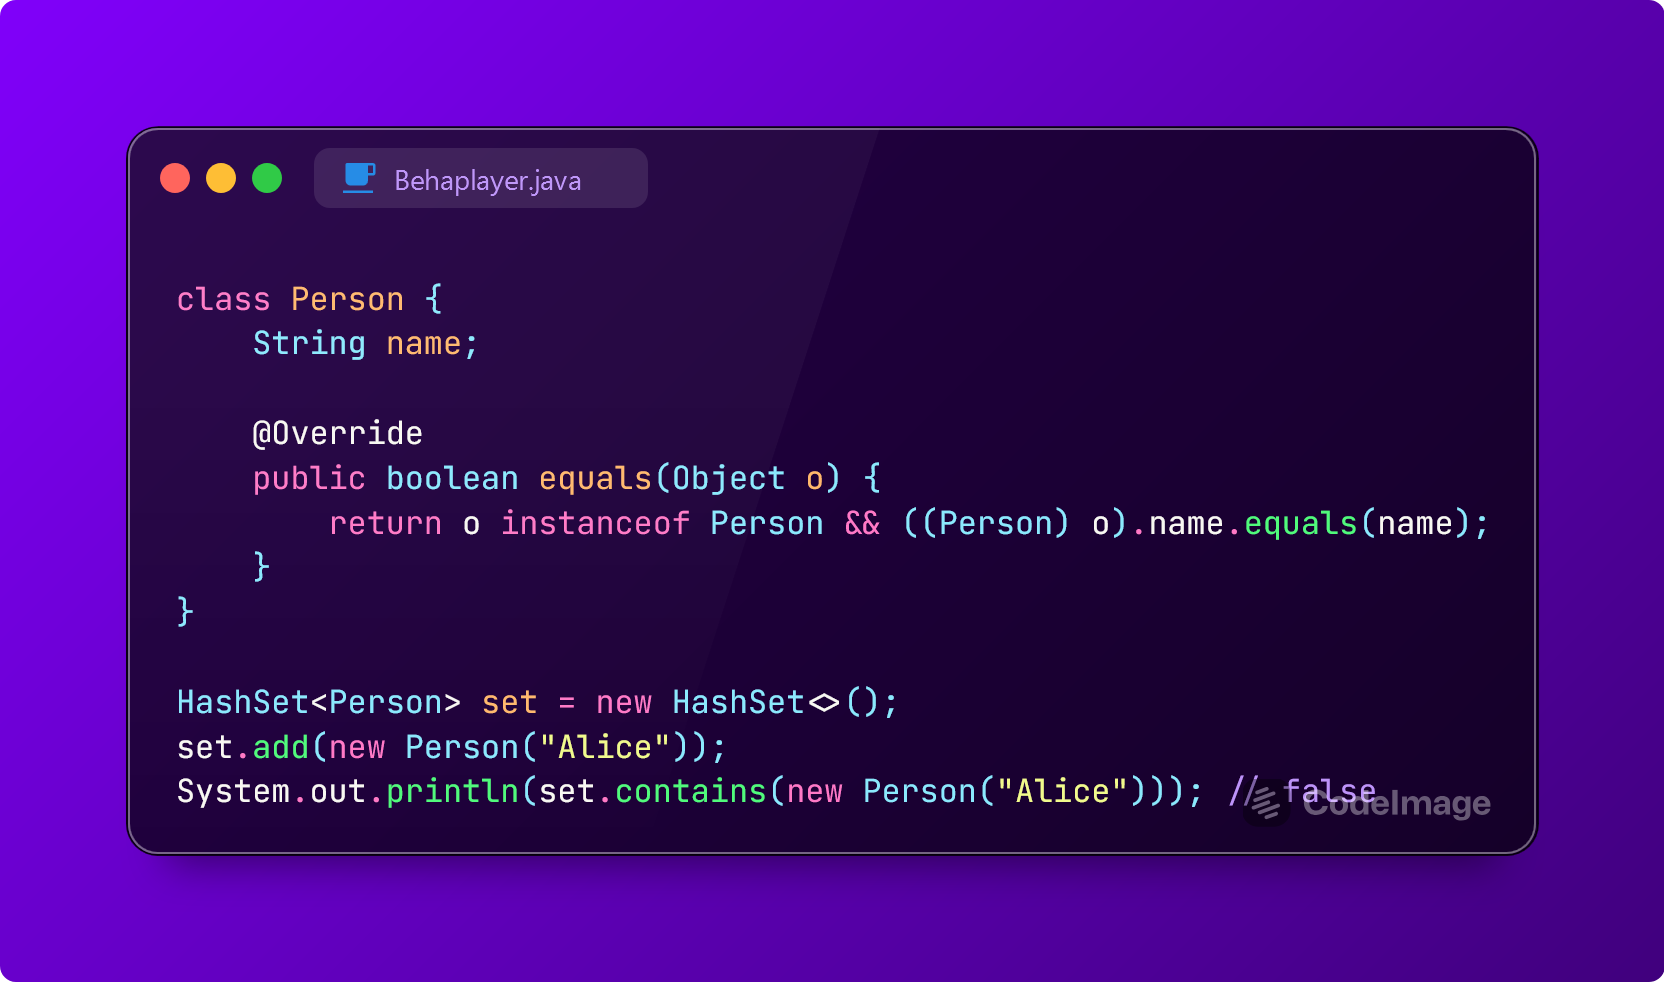 Behaplayer.java
class Person {
    String name;
    @Override
    public boolean equals(Object o) {
        return o instanceof Person && ((Person) o).name.equals(name);
    }
}
HashSet<Person> set = new HashSet<>();
set.add(new Person("Alice"));
System.out.println(set.contains(new Person("Alice"))); // false
CodeImage